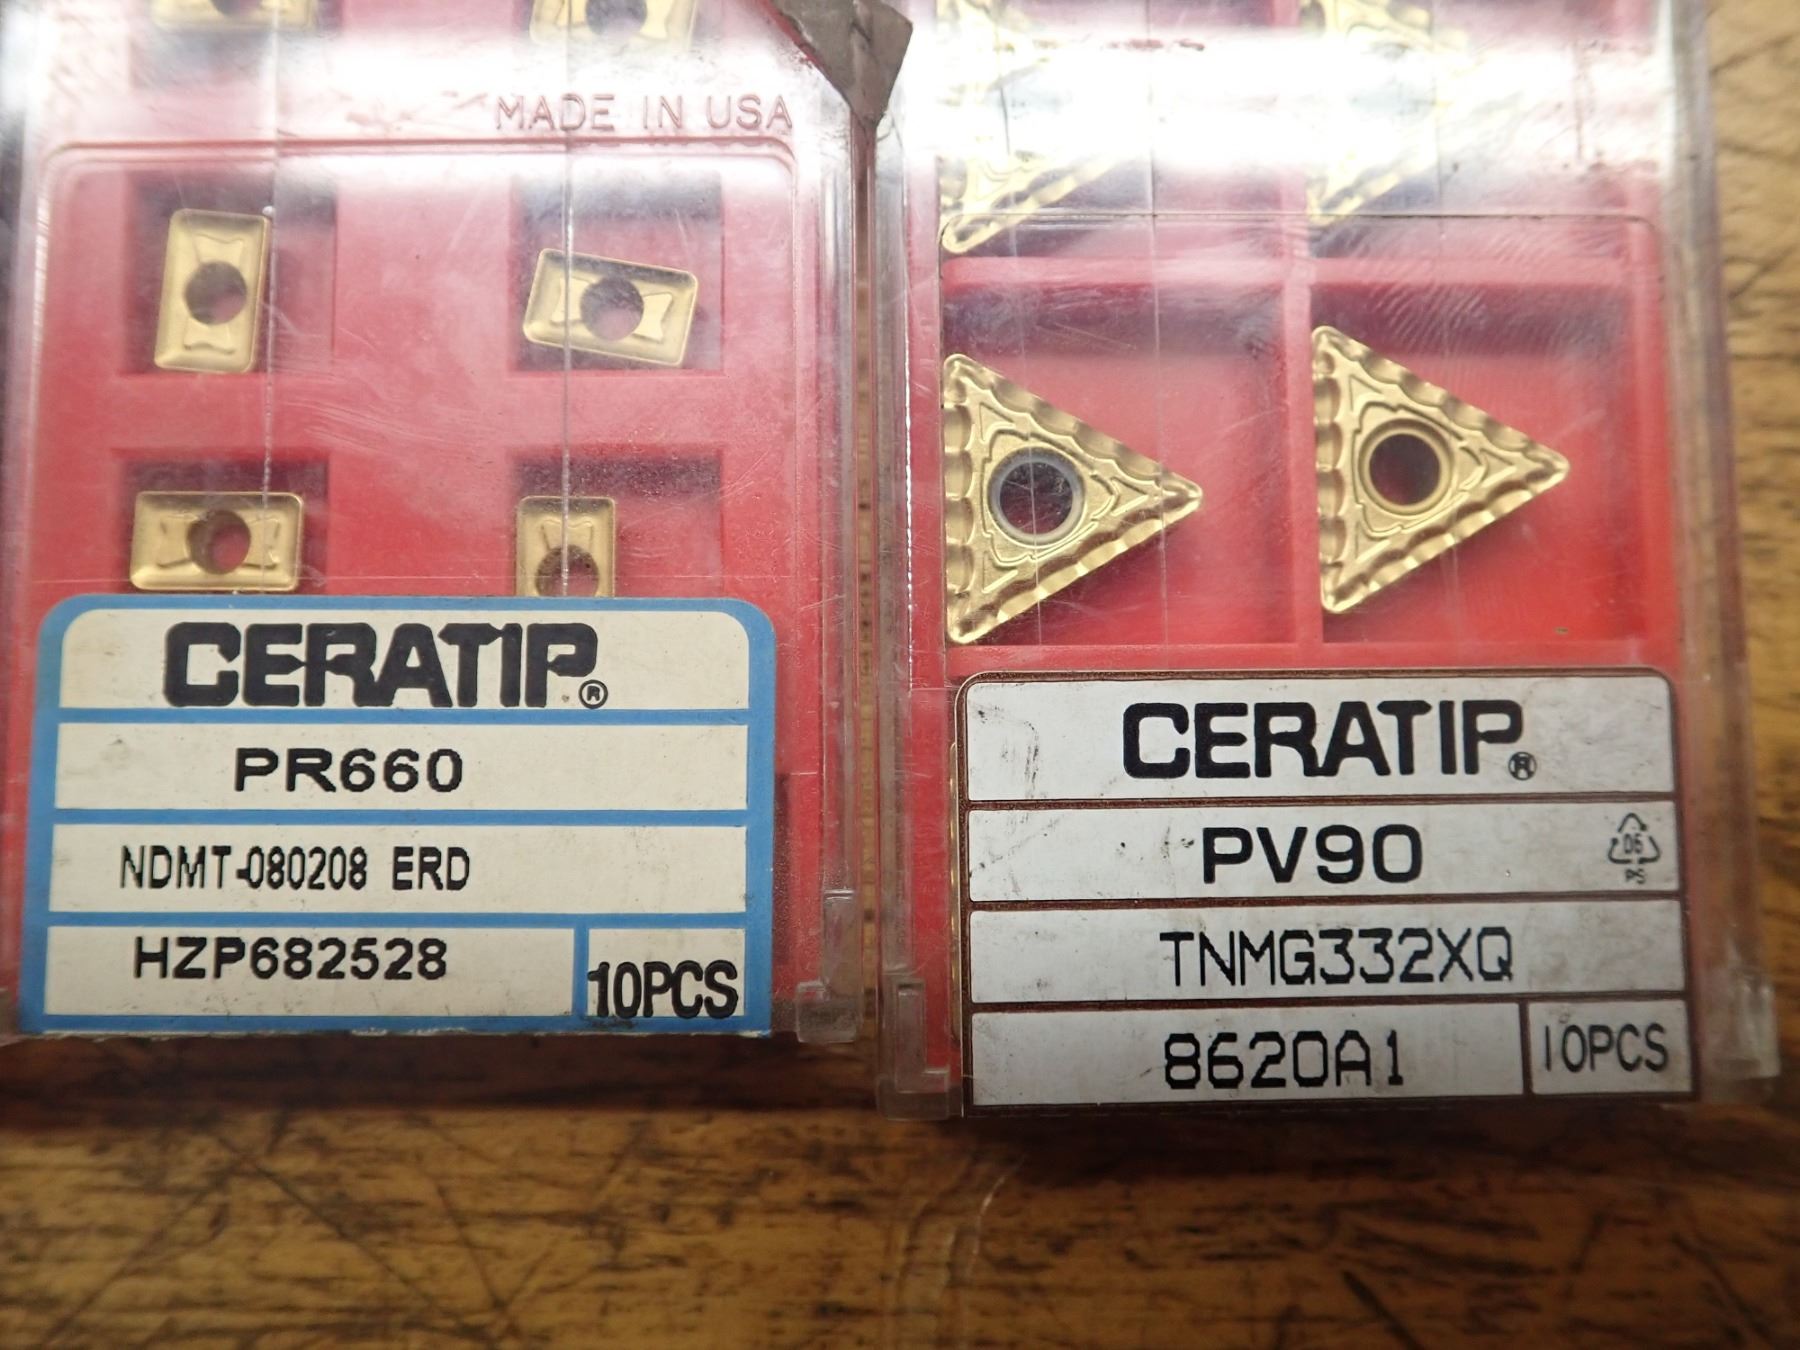 MADE IN USA
CERATIP®
PR660
NDMT-080208 ERD
HZP682528
10PCS
CERATIP®
PV90
06
PS
TNMG332XQ
8620A1
10PCS